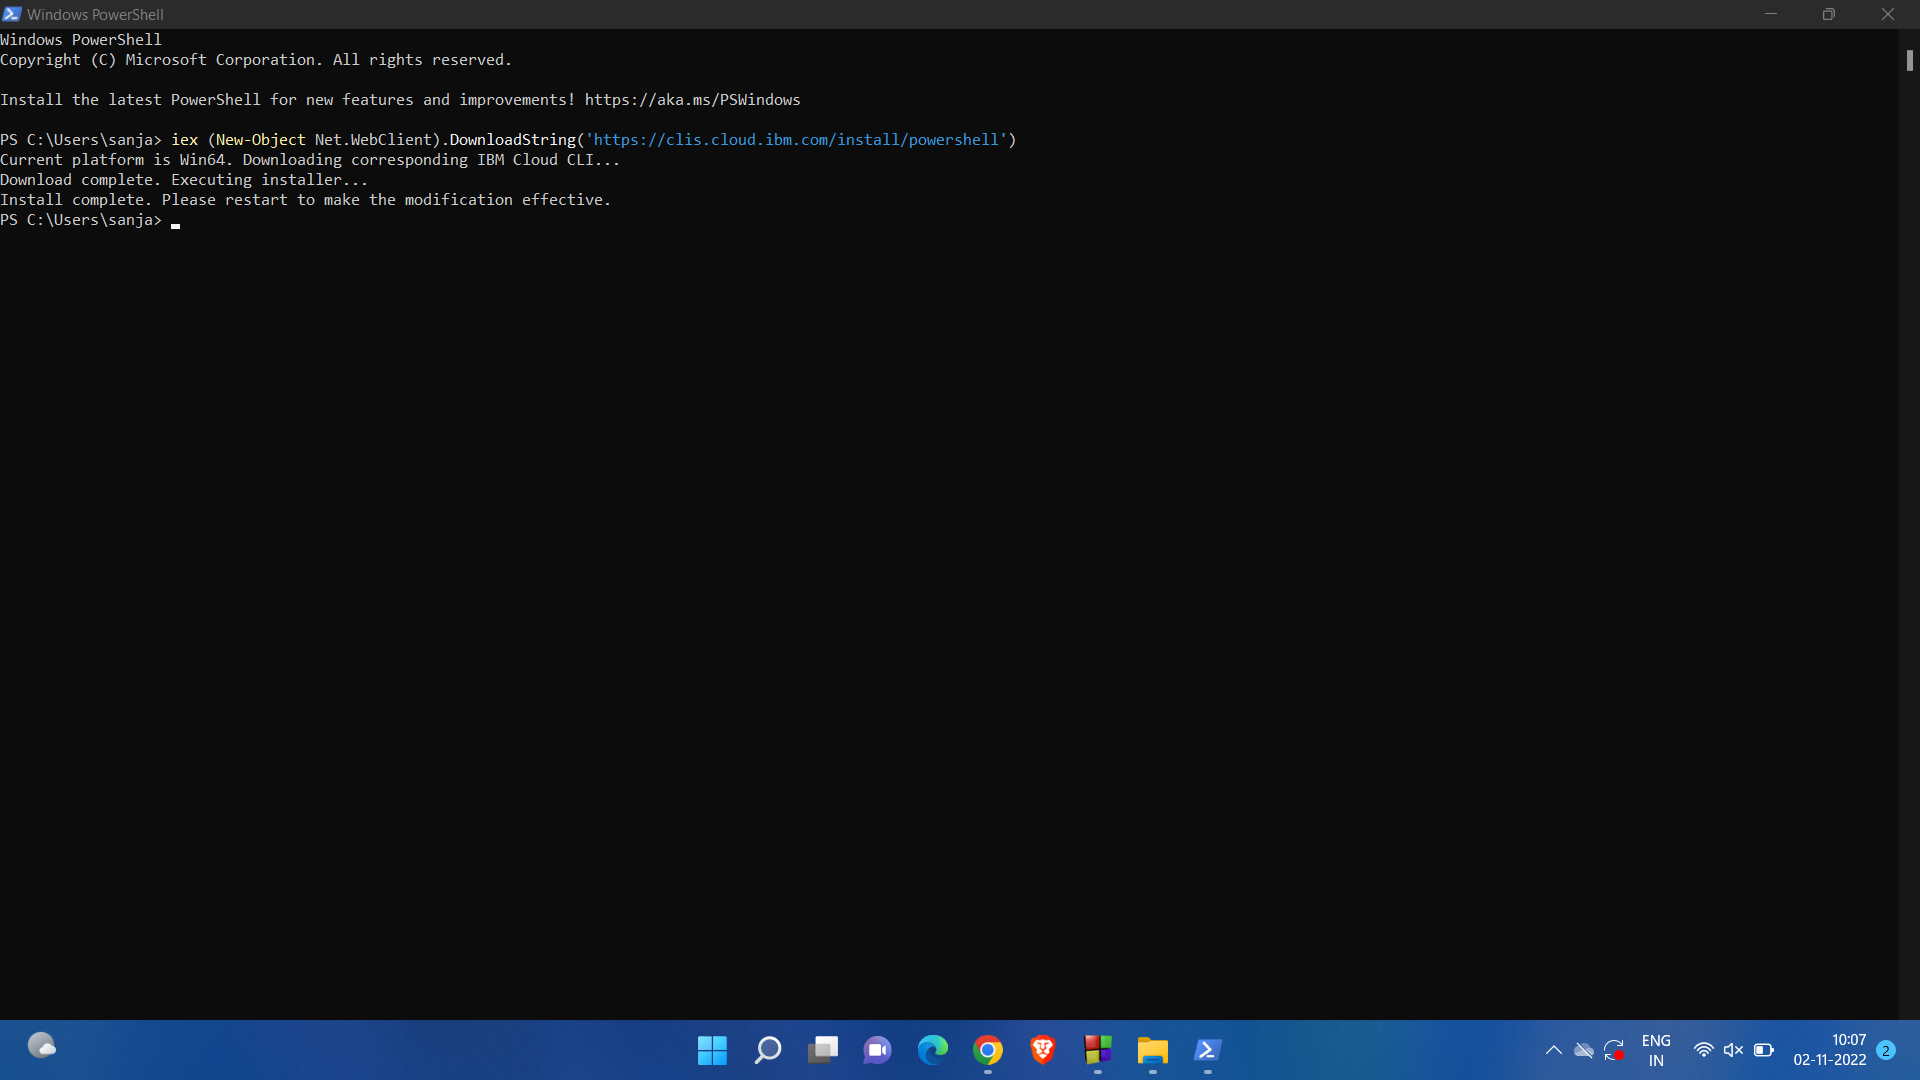 Windows PowerShell
Windows PowerShell
Copyright (C) Microsoft Corporation. All rights reserved.
Install the latest PowerShell for new features and improvements! https://aka.ms/PSWindows
PS C:\Users\sanja> iex (New-Object Net.WebClient).DownloadString('https://clis.cloud.ibm.com/install/powershell')
Current platform is Win64. Downloading corresponding IBM Cloud CLI...
Download complete. Executing installer...
Install complete. Please restart to make the modification effective.
PS C:\Users\sanja>
ENG
IN
10:07
02-11-2022
2